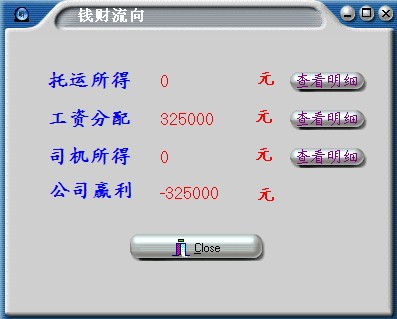 钱财流向
托运所得 0 元 查看明细
工资分配 325000 元 查看明细
司机所得 0 元 查看明细
公司赢利 -325000 元
Close